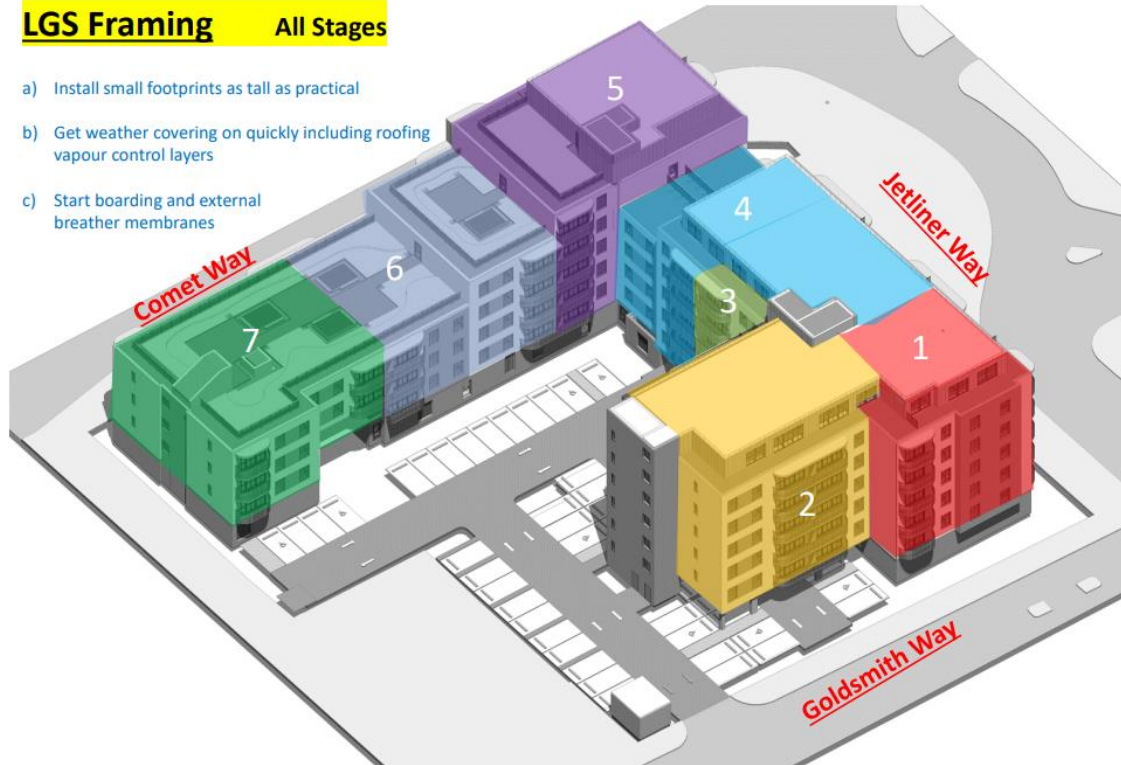 LGS Framing All Stages
a) Install small footprints as tall as practical
b) Get weather covering on quickly including roofing
vapour control layers
c) Start boarding and external
breather membranes
5
4
Jetliner Way
Comet Way
6
3
7
1
2
Goldsmith Way